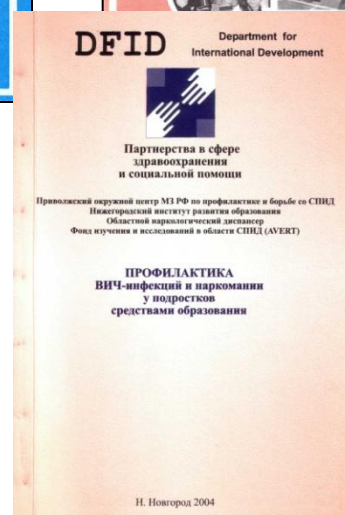 DFID
Department for
International Development
Партнерства в сфере
здравоохранения
и социальной помощи
Приволжский окружной центр МЗ РФ по профилактике и борьбе со СПИД
Нижегородский институт развития образования
Областной наркологический диспансер
Фонд изучения и исследований в области СПИД (AVERT)
ПРОФИЛАКТИКА
ВИЧ-инфекций и наркомании
у подростков
средствами образования
Н. Новгород 2004